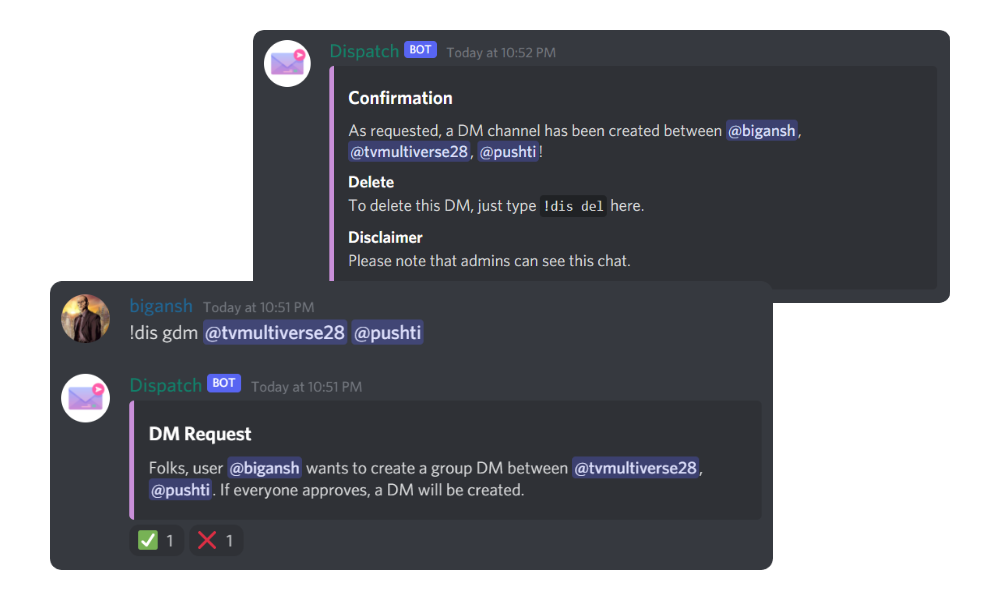 Dispatch BOT Today at 10:52 PM
Confirmation
As requested, a DM channel has been created between @bigansh,
@tvmultiverse28, @pushti!
Delete
To delete this DM, just type !dis del here.
Disclaimer
Please note that admins can see this chat.
bigansh Today at 10:51 PM
!dis gdm @tvmultiverse28 @pushti
Dispatch BOT Today at 10:51 PM
DM Request
Folks, user @bigansh wants to create a group DM between @tvmultiverse28,
@pushti. If everyone approves, a DM will be created.
1 1